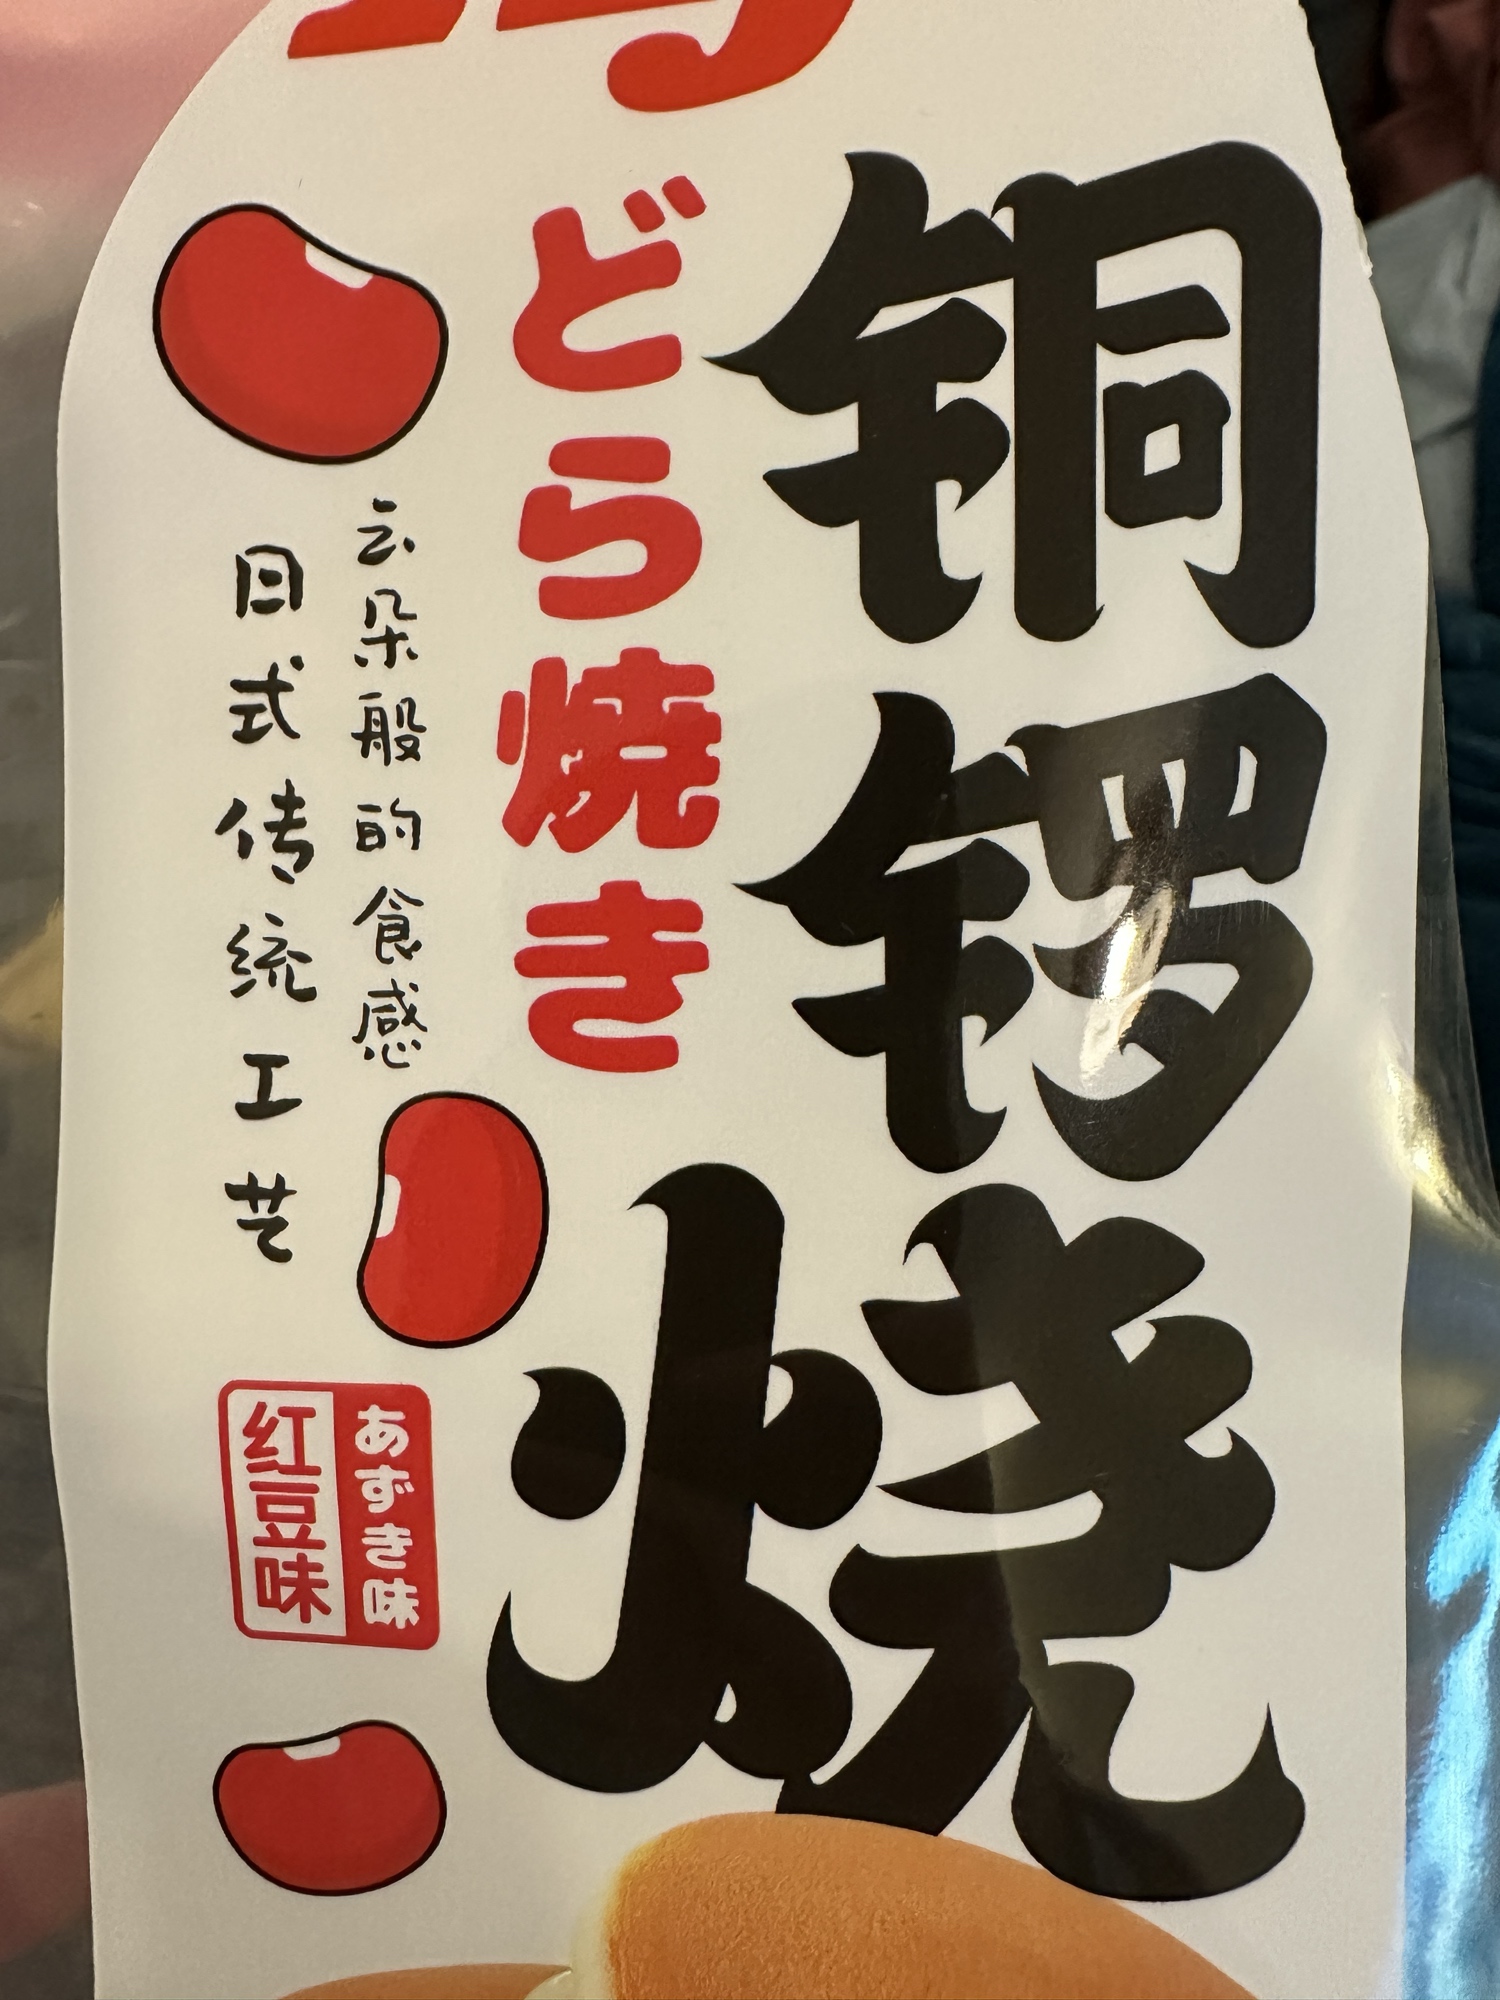 铜锣烧
どら焼き
云朵般的食感
日式传统工艺
あずき味
红豆味